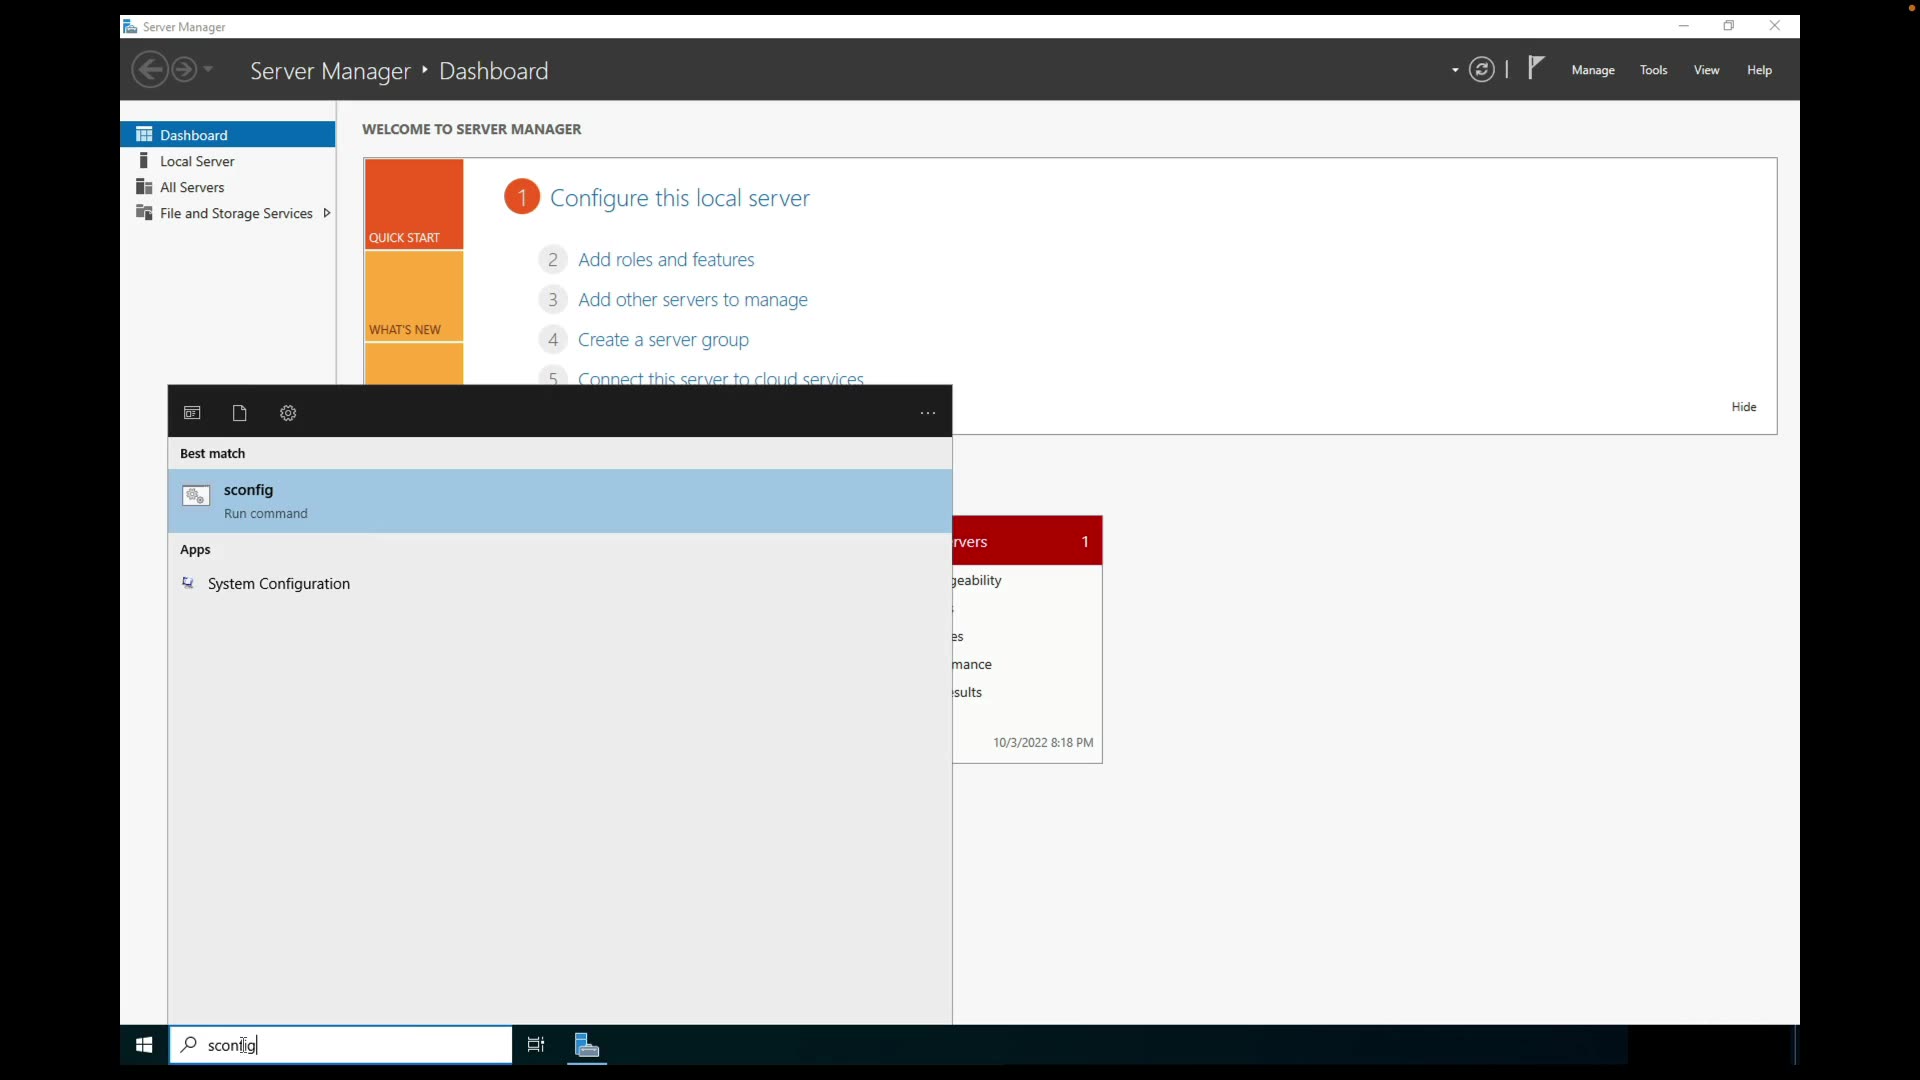 Server Manager
Server Manager ‣ Dashboard
Manage
Tools
View
Help
Dashboard
Local Server
All Servers
File and Storage Services
WELCOME TO SERVER MANAGER
QUICK START
WHAT'S NEW
1 Configure this local server
2 Add roles and features
3 Add other servers to manage
4 Create a server group
5 Connect this server to cloud services
Hide
...
Best match
sconfig
Run command
Apps
System Configuration
rvers 1
geability
es
mance
sults
10/3/2022 8:18 PM
sconfig